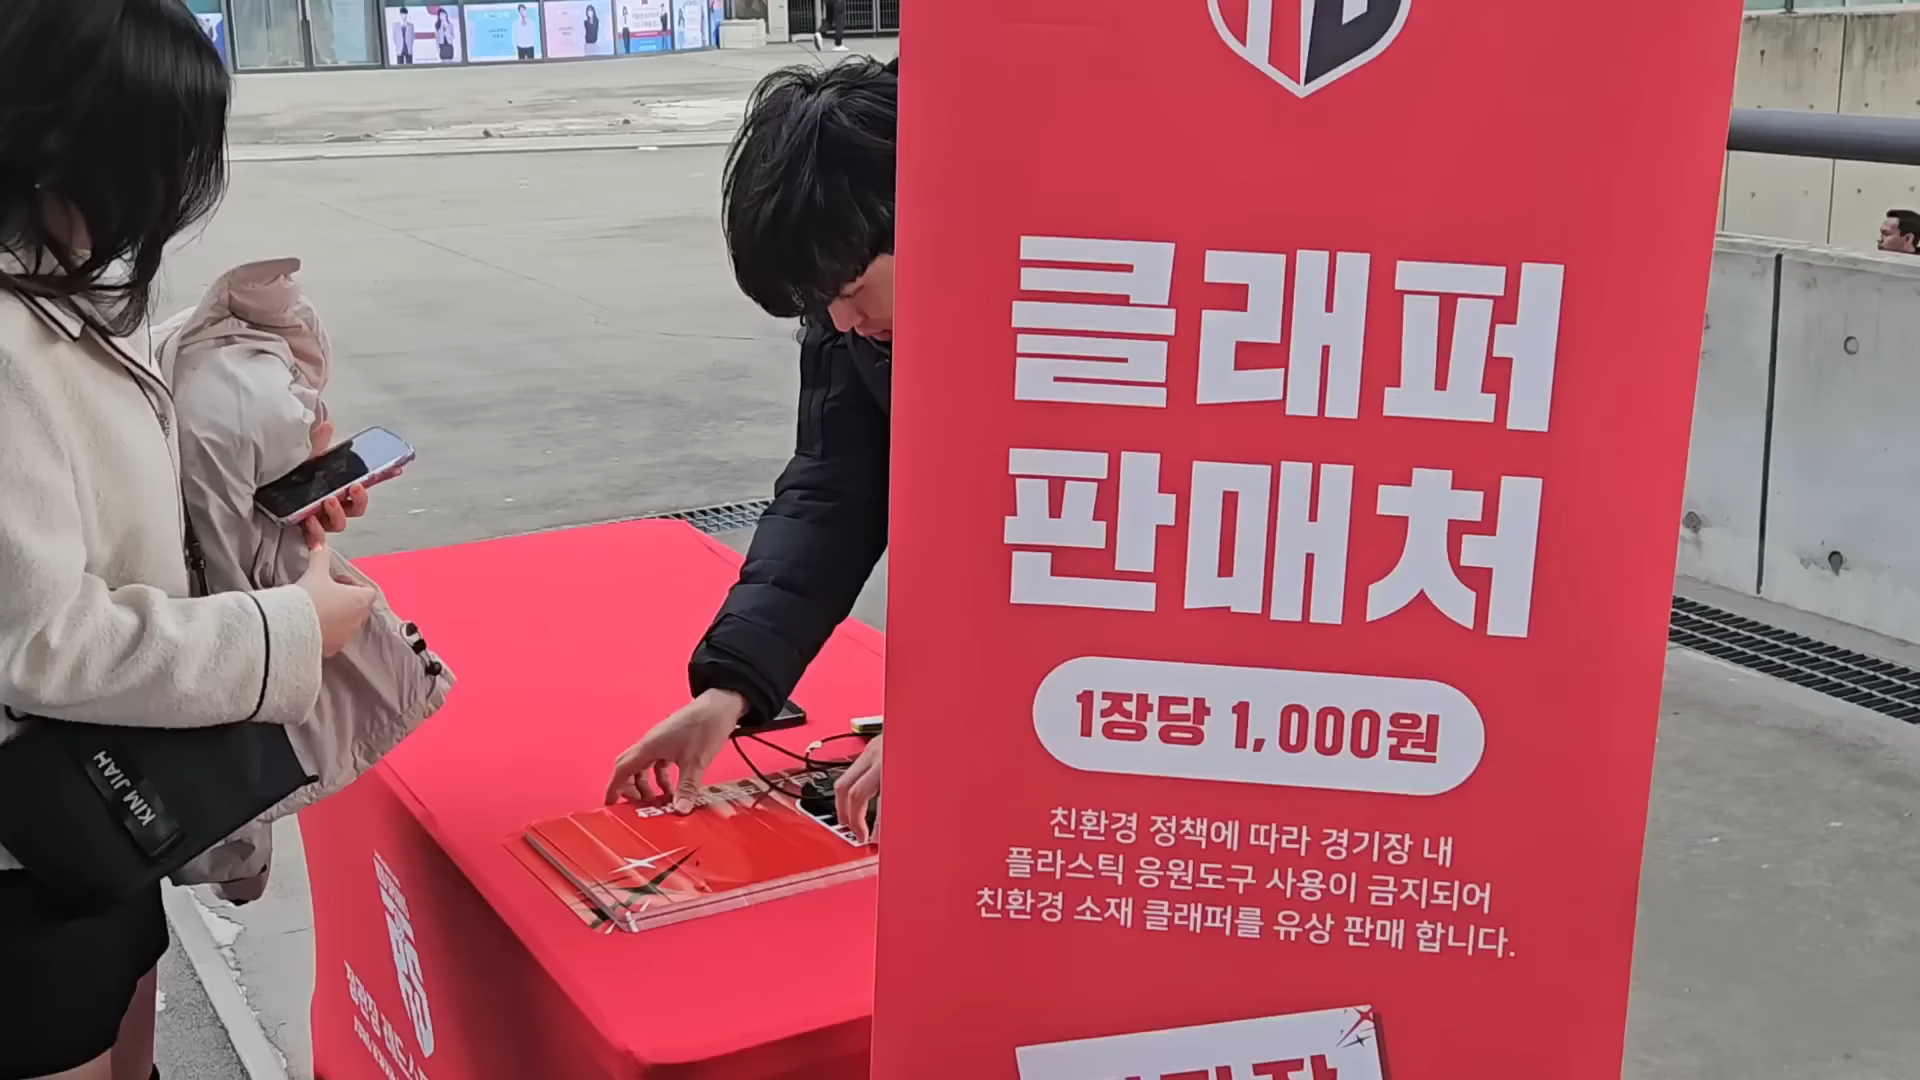 클래퍼
판매처
1장당 1,000원
친환경 정책에 따라 경기장 내
플라스틱 응원도구 사용이 금지되어
친환경 소재 클래퍼를 유상 판매 합니다.
KIM JIAH
정관장